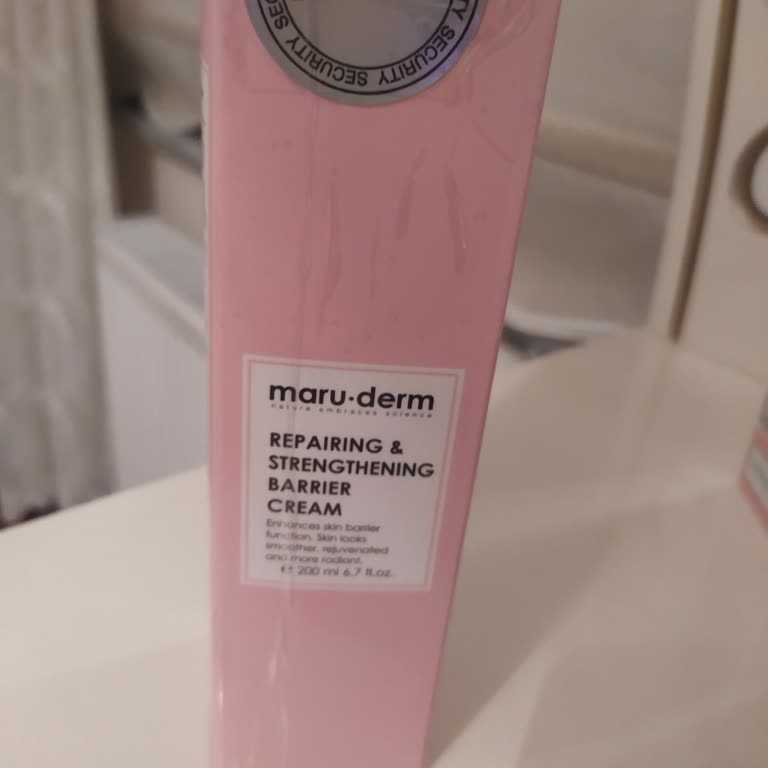 SECURITY SECURITY
maru·derm
nature embraces science
REPAIRING &
STRENGTHENING
BARRIER
CREAM
Enhances skin barrier
function. Skin looks
smoother, rejuvenated
and more radiant.
200 ml 6.7 fl.oz.